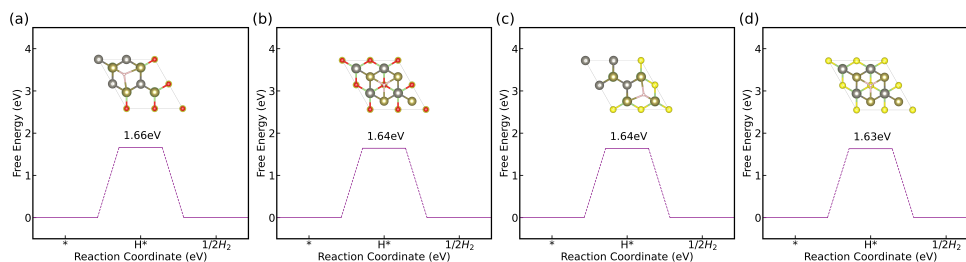 (a)
Free Energy (eV)
4
3
2
1
0
1.66eV
*
H*
1/2H2
Reaction Coordinate (eV)
(b)
Free Energy (eV)
4
3
2
1
0
1.64eV
*
H*
1/2H2
Reaction Coordinate (eV)
(c)
Free Energy (eV)
4
3
2
1
0
1.64eV
*
H*
1/2H2
Reaction Coordinate (eV)
(d)
Free Energy (eV)
4
3
2
1
0
1.63eV
*
H*
1/2H2
Reaction Coordinate (eV)